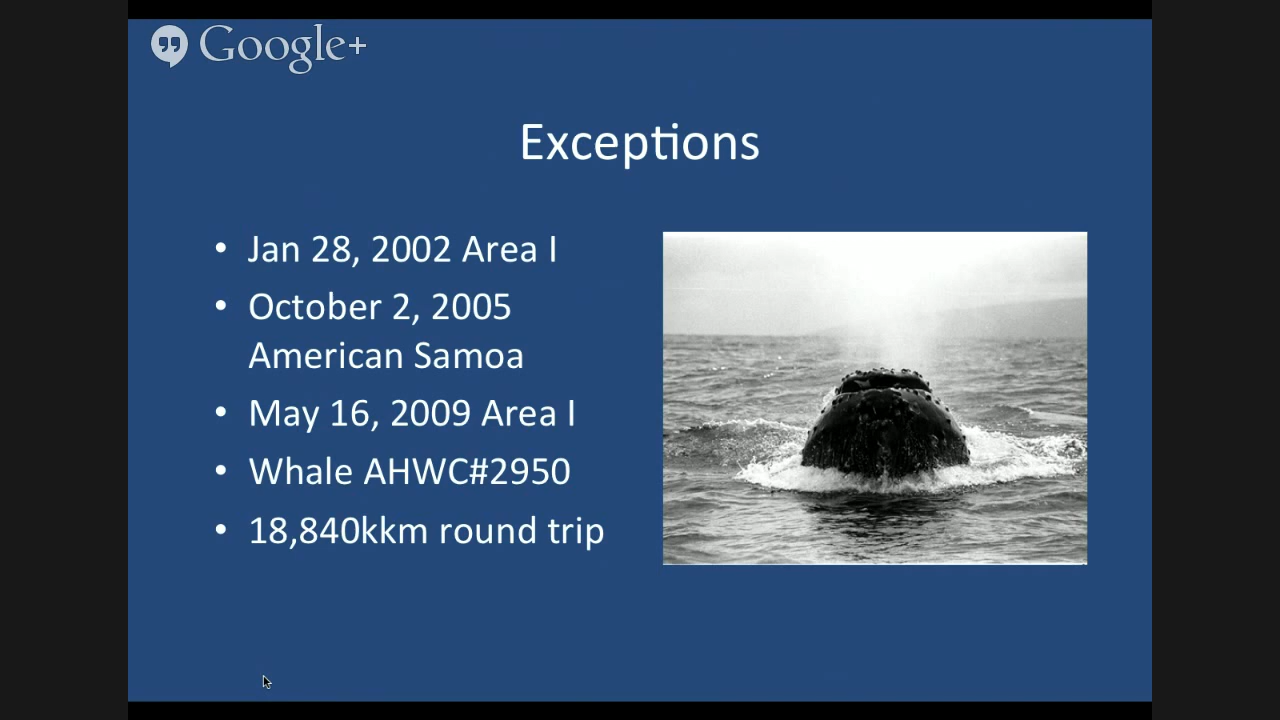 Google+
Exceptions
• Jan 28, 2002 Area I
• October 2, 2005
American Samoa
• May 16, 2009 Area I
• Whale AHWC#2950
• 18,840kkm round trip